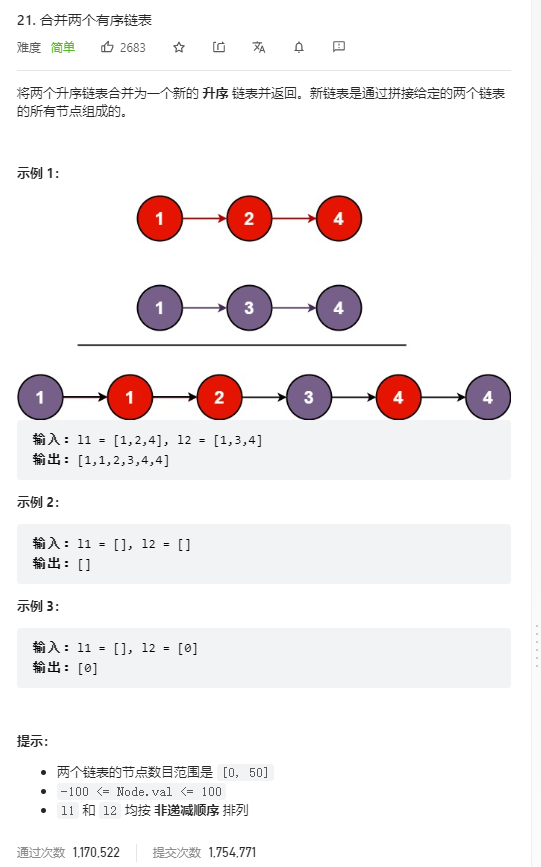 21. 合并两个有序链表
难度 简单 2683
将两个升序链表合并为一个新的 升序 链表并返回。新链表是通过拼接给定的两个链表
的所有节点组成的。
示例 1:
1 2 4
1 3 4
1 1 2 3 4 4
输入: l1 = [1,2,4], l2 = [1,3,4]
输出: [1,1,2,3,4,4]
示例 2:
输入: l1 = [], l2 = []
输出: []
示例 3:
输入: l1 = [], l2 = [0]
输出: [0]
提示:
• 两个链表的节点数目范围是 [0, 50]
• -100 <= Node.val <= 100
• l1 和 l2 均按 非递减顺序 排列
通过次数 1,170,522 提交次数 1,754,771